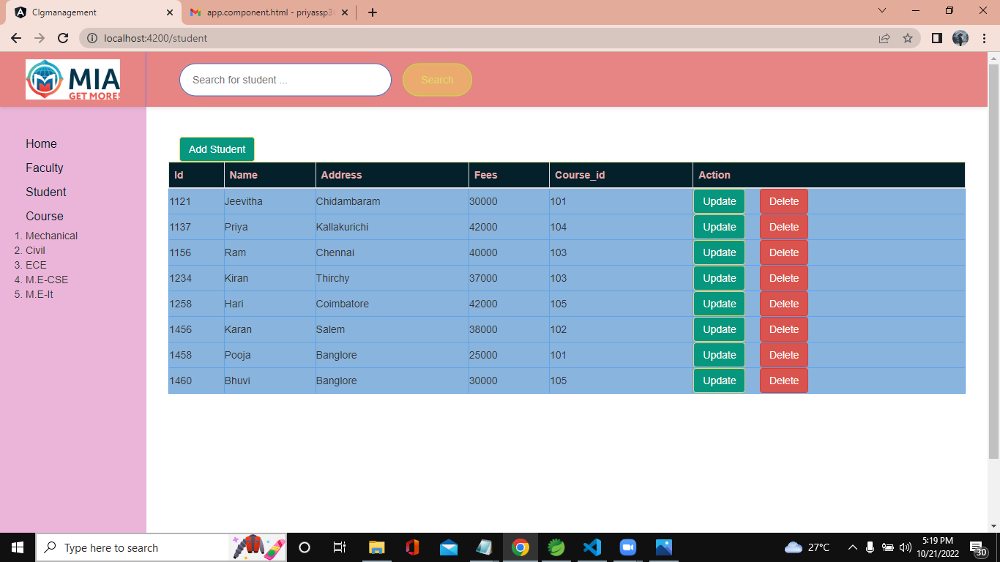 Clgmanagement
app.component.html - priyassp3
localhost:4200/student
MIA
GET MORE!
Search for student ...
Search
Home
Faculty
Student
Course
1. Mechanical
2. Civil
3. ECE
4. M.E-CSE
5. M.E-It
Add Student
Id Name Address Fees Course_id Action
1121 Jeevitha Chidambaram 30000 101 Update Delete
1137 Priya Kallakurichi 42000 104 Update Delete
1156 Ram Chennai 40000 103 Update Delete
1234 Kiran Thirchy 37000 103 Update Delete
1258 Hari Coimbatore 42000 105 Update Delete
1456 Karan Salem 38000 102 Update Delete
1458 Pooja Banglore 25000 101 Update Delete
1460 Bhuvi Banglore 30000 105 Update Delete
Type here to search
27°C
5:19 PM
10/21/2022
30